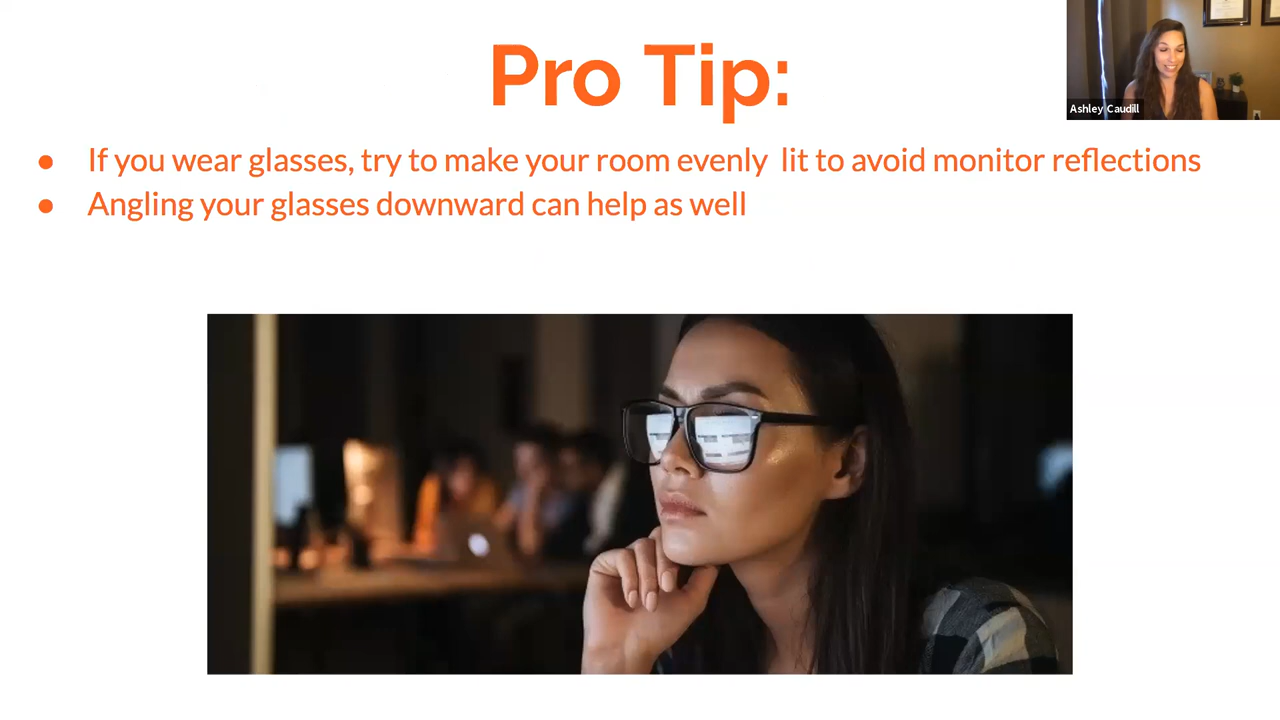 Pro Tip:
Ashley Caudill
● If you wear glasses, try to make your room evenly  lit to avoid monitor reflections
● Angling your glasses downward can help as well